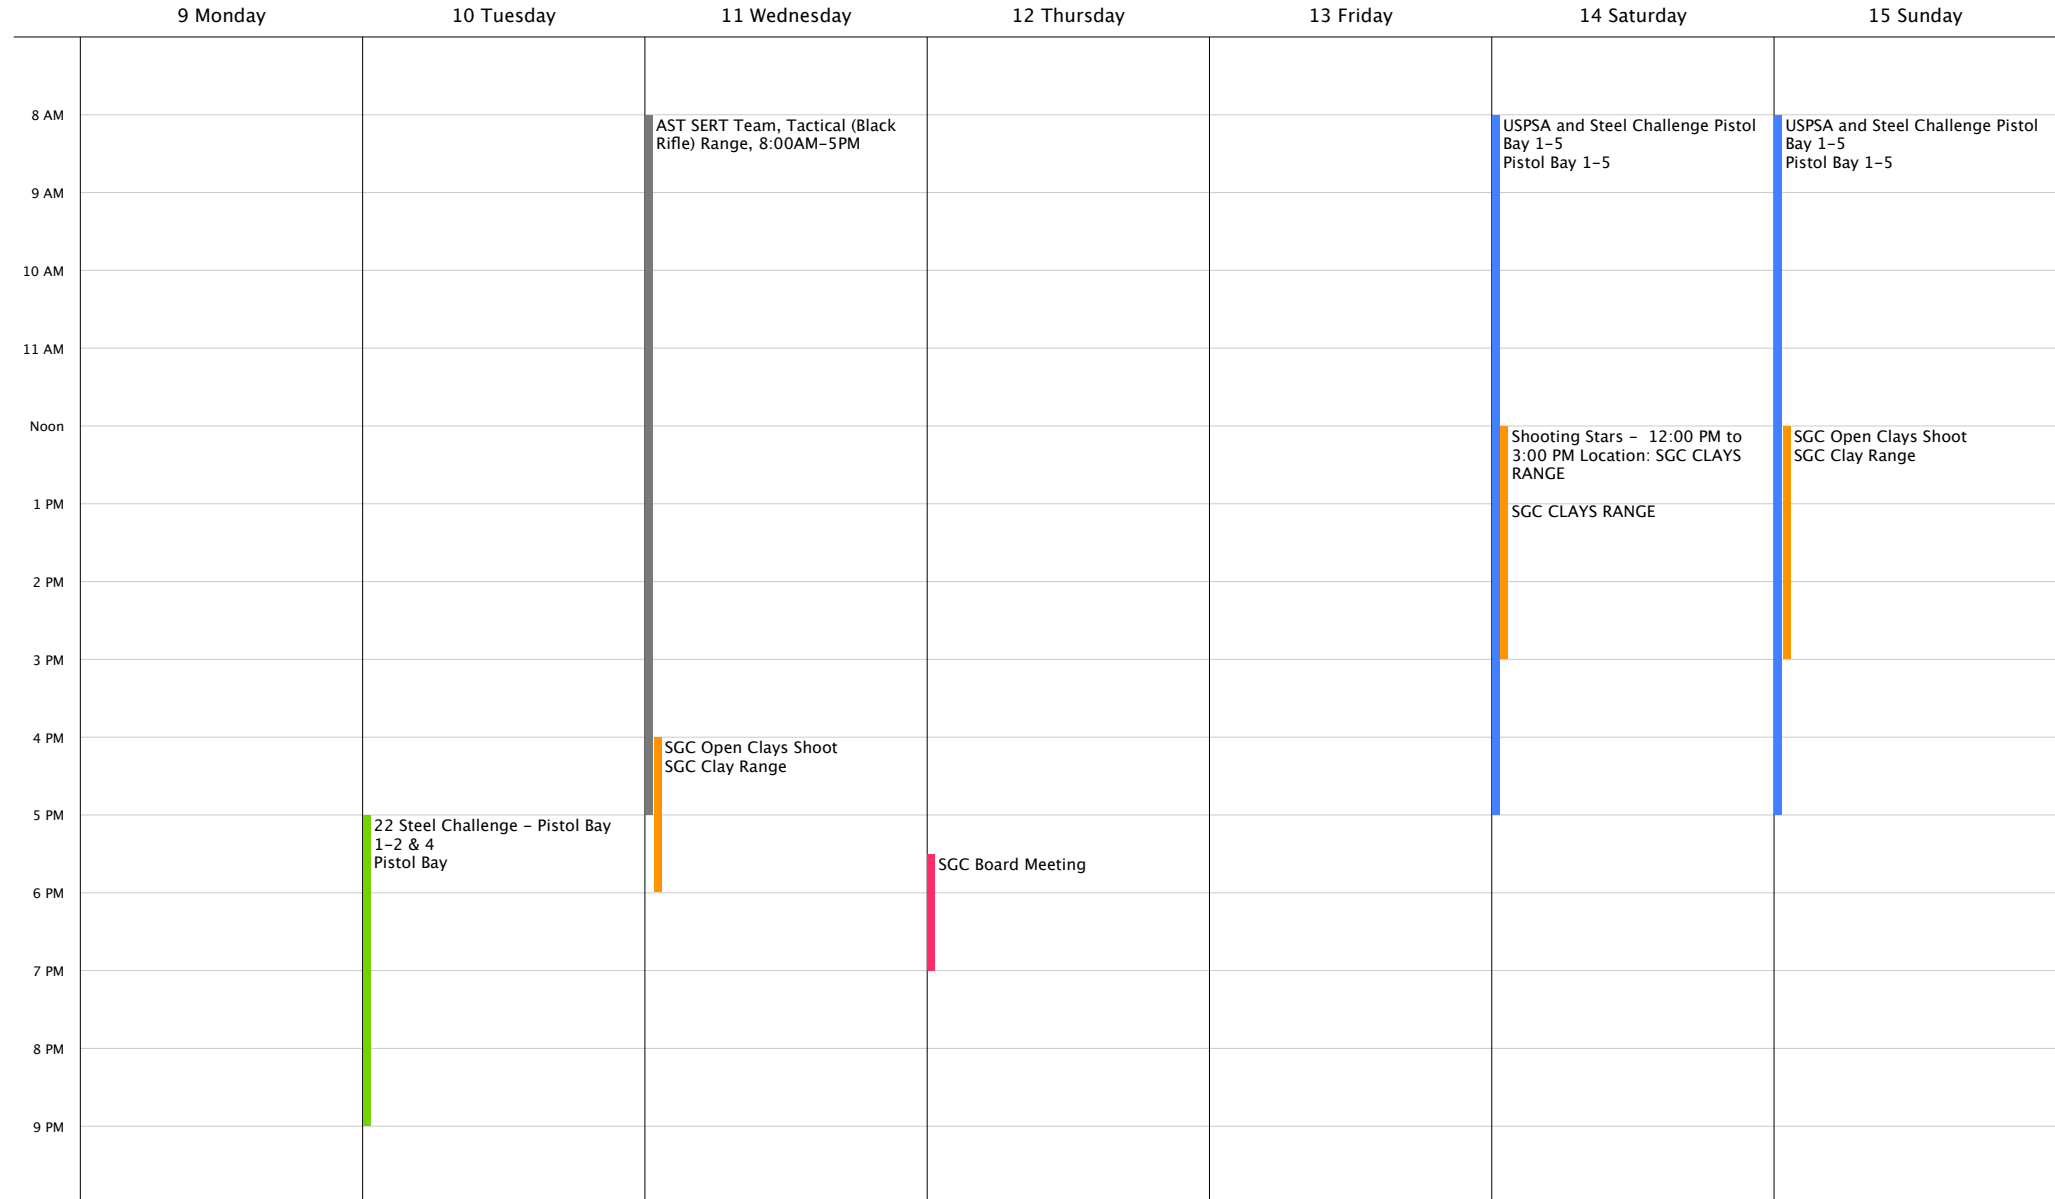 9 Monday
10 Tuesday
11 Wednesday
12 Thursday
13 Friday
14 Saturday
15 Sunday
8 AM
AST SERT Team, Tactical (Black
Rifle) Range, 8:00AM-5PM
USPSA and Steel Challenge Pistol
Bay 1-5
Pistol Bay 1-5
USPSA and Steel Challenge Pistol
Bay 1-5
Pistol Bay 1-5
9 AM
10 AM
11 AM
Noon
Shooting Stars - 12:00 PM to
3:00 PM Location: SGC CLAYS
RANGE
SGC CLAYS RANGE
SGC Open Clays Shoot
SGC Clay Range
1 PM
2 PM
3 PM
4 PM
SGC Open Clays Shoot
SGC Clay Range
5 PM
22 Steel Challenge - Pistol Bay
1-2 & 4
Pistol Bay
SGC Board Meeting
6 PM
7 PM
8 PM
9 PM